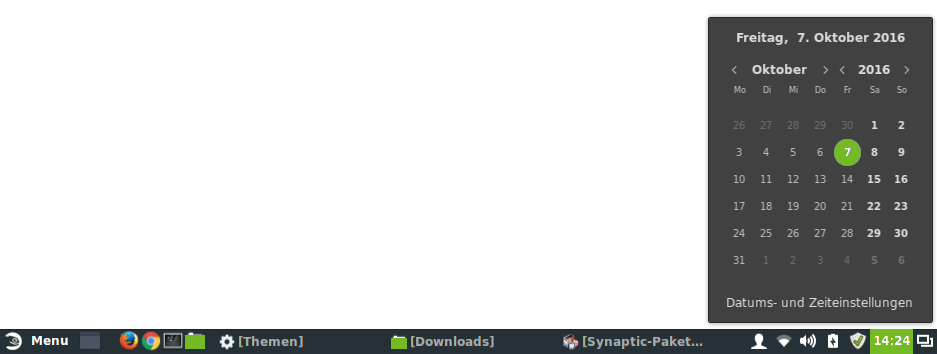 Freitag, 7. Oktober 2016
< Oktober > < 2016 >
Mo Di Mi Do Fr Sa So
26 27 28 29 30 1 2
3 4 5 6 7 8 9
10 11 12 13 14 15 16
17 18 19 20 21 22 23
24 25 26 27 28 29 30
31 1 2 3 4 5 6
Datums- und Zeiteinstellungen
Menu [Themen] [Downloads] [Synaptic-Paket... 14:24